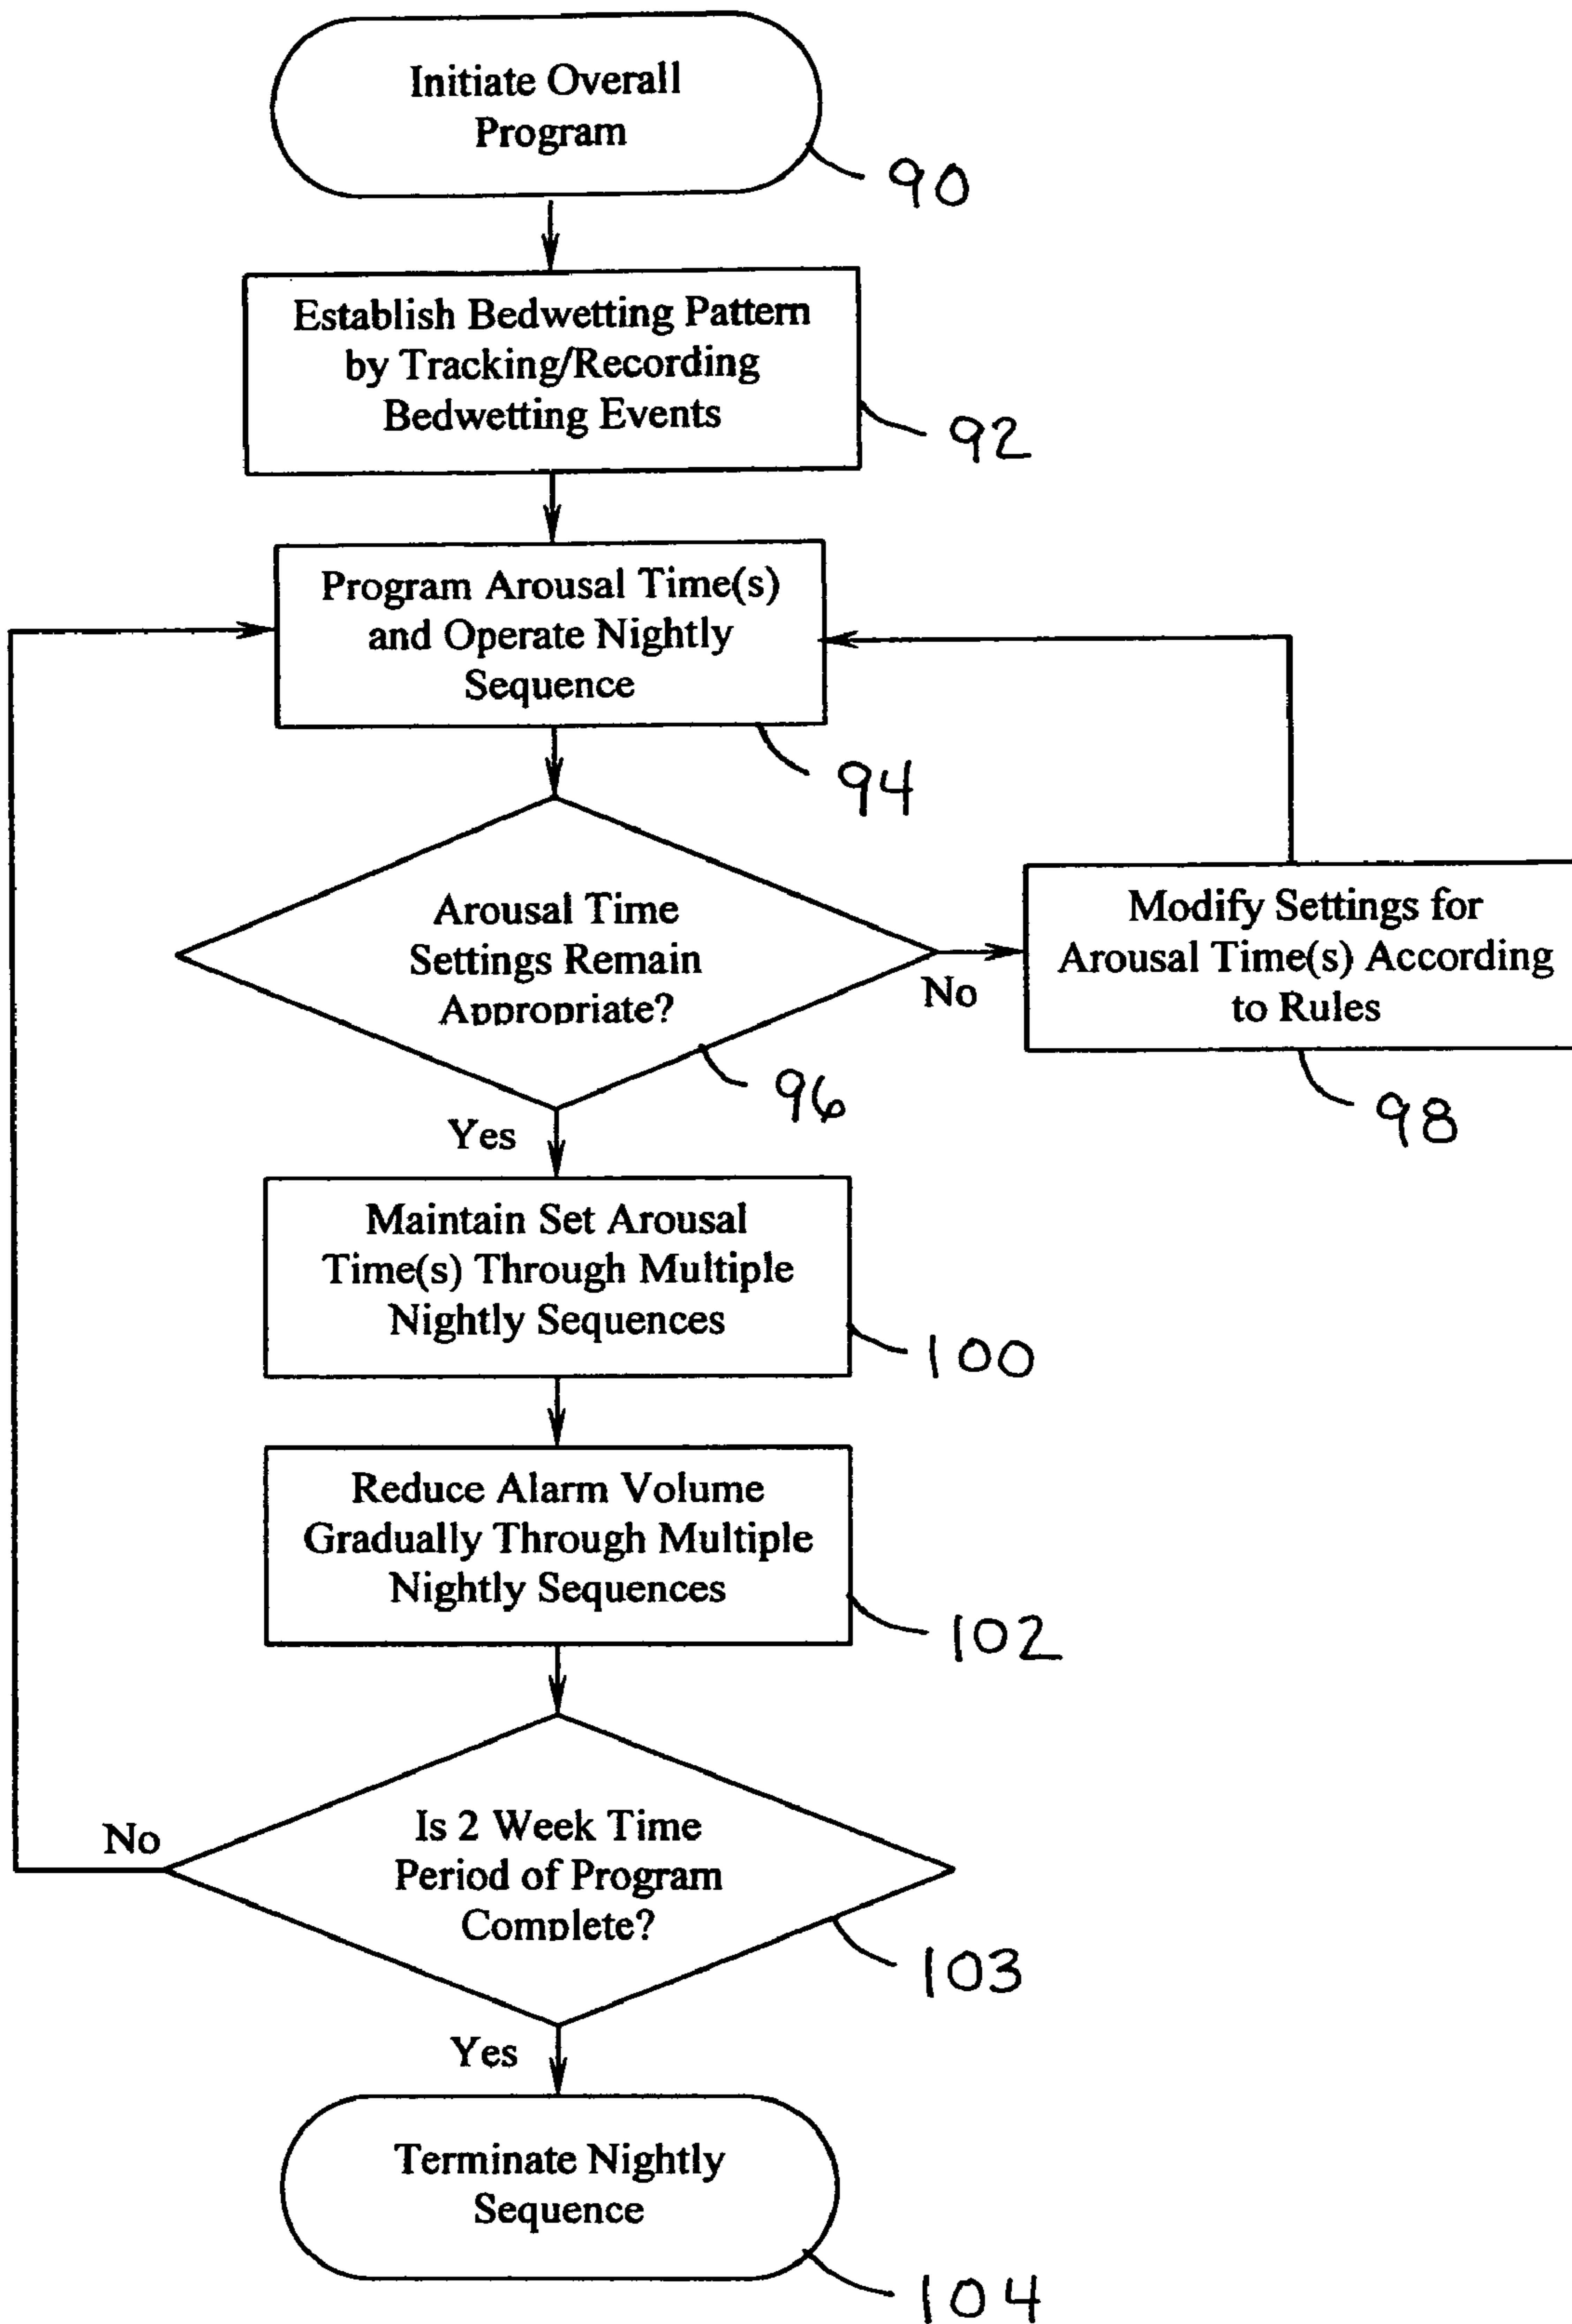 Initiate Overall
Program
90
Establish Bedwetting Pattern
by Tracking/Recording
Bedwetting Events
92
Program Arousal Time(s)
and Operate Nightly
Sequence
94
Arousal Time
Settings Remain
Appropriate?
96
No
Modify Settings for
Arousal Time(s) According
to Rules
98
Yes
Maintain Set Arousal
Time(s) Through Multiple
Nightly Sequences
100
Reduce Alarm Volume
Gradually Through Multiple
Nightly Sequences
102
Is 2 Week Time
Period of Program
Complete?
103
No
Yes
Terminate Nightly
Sequence
104